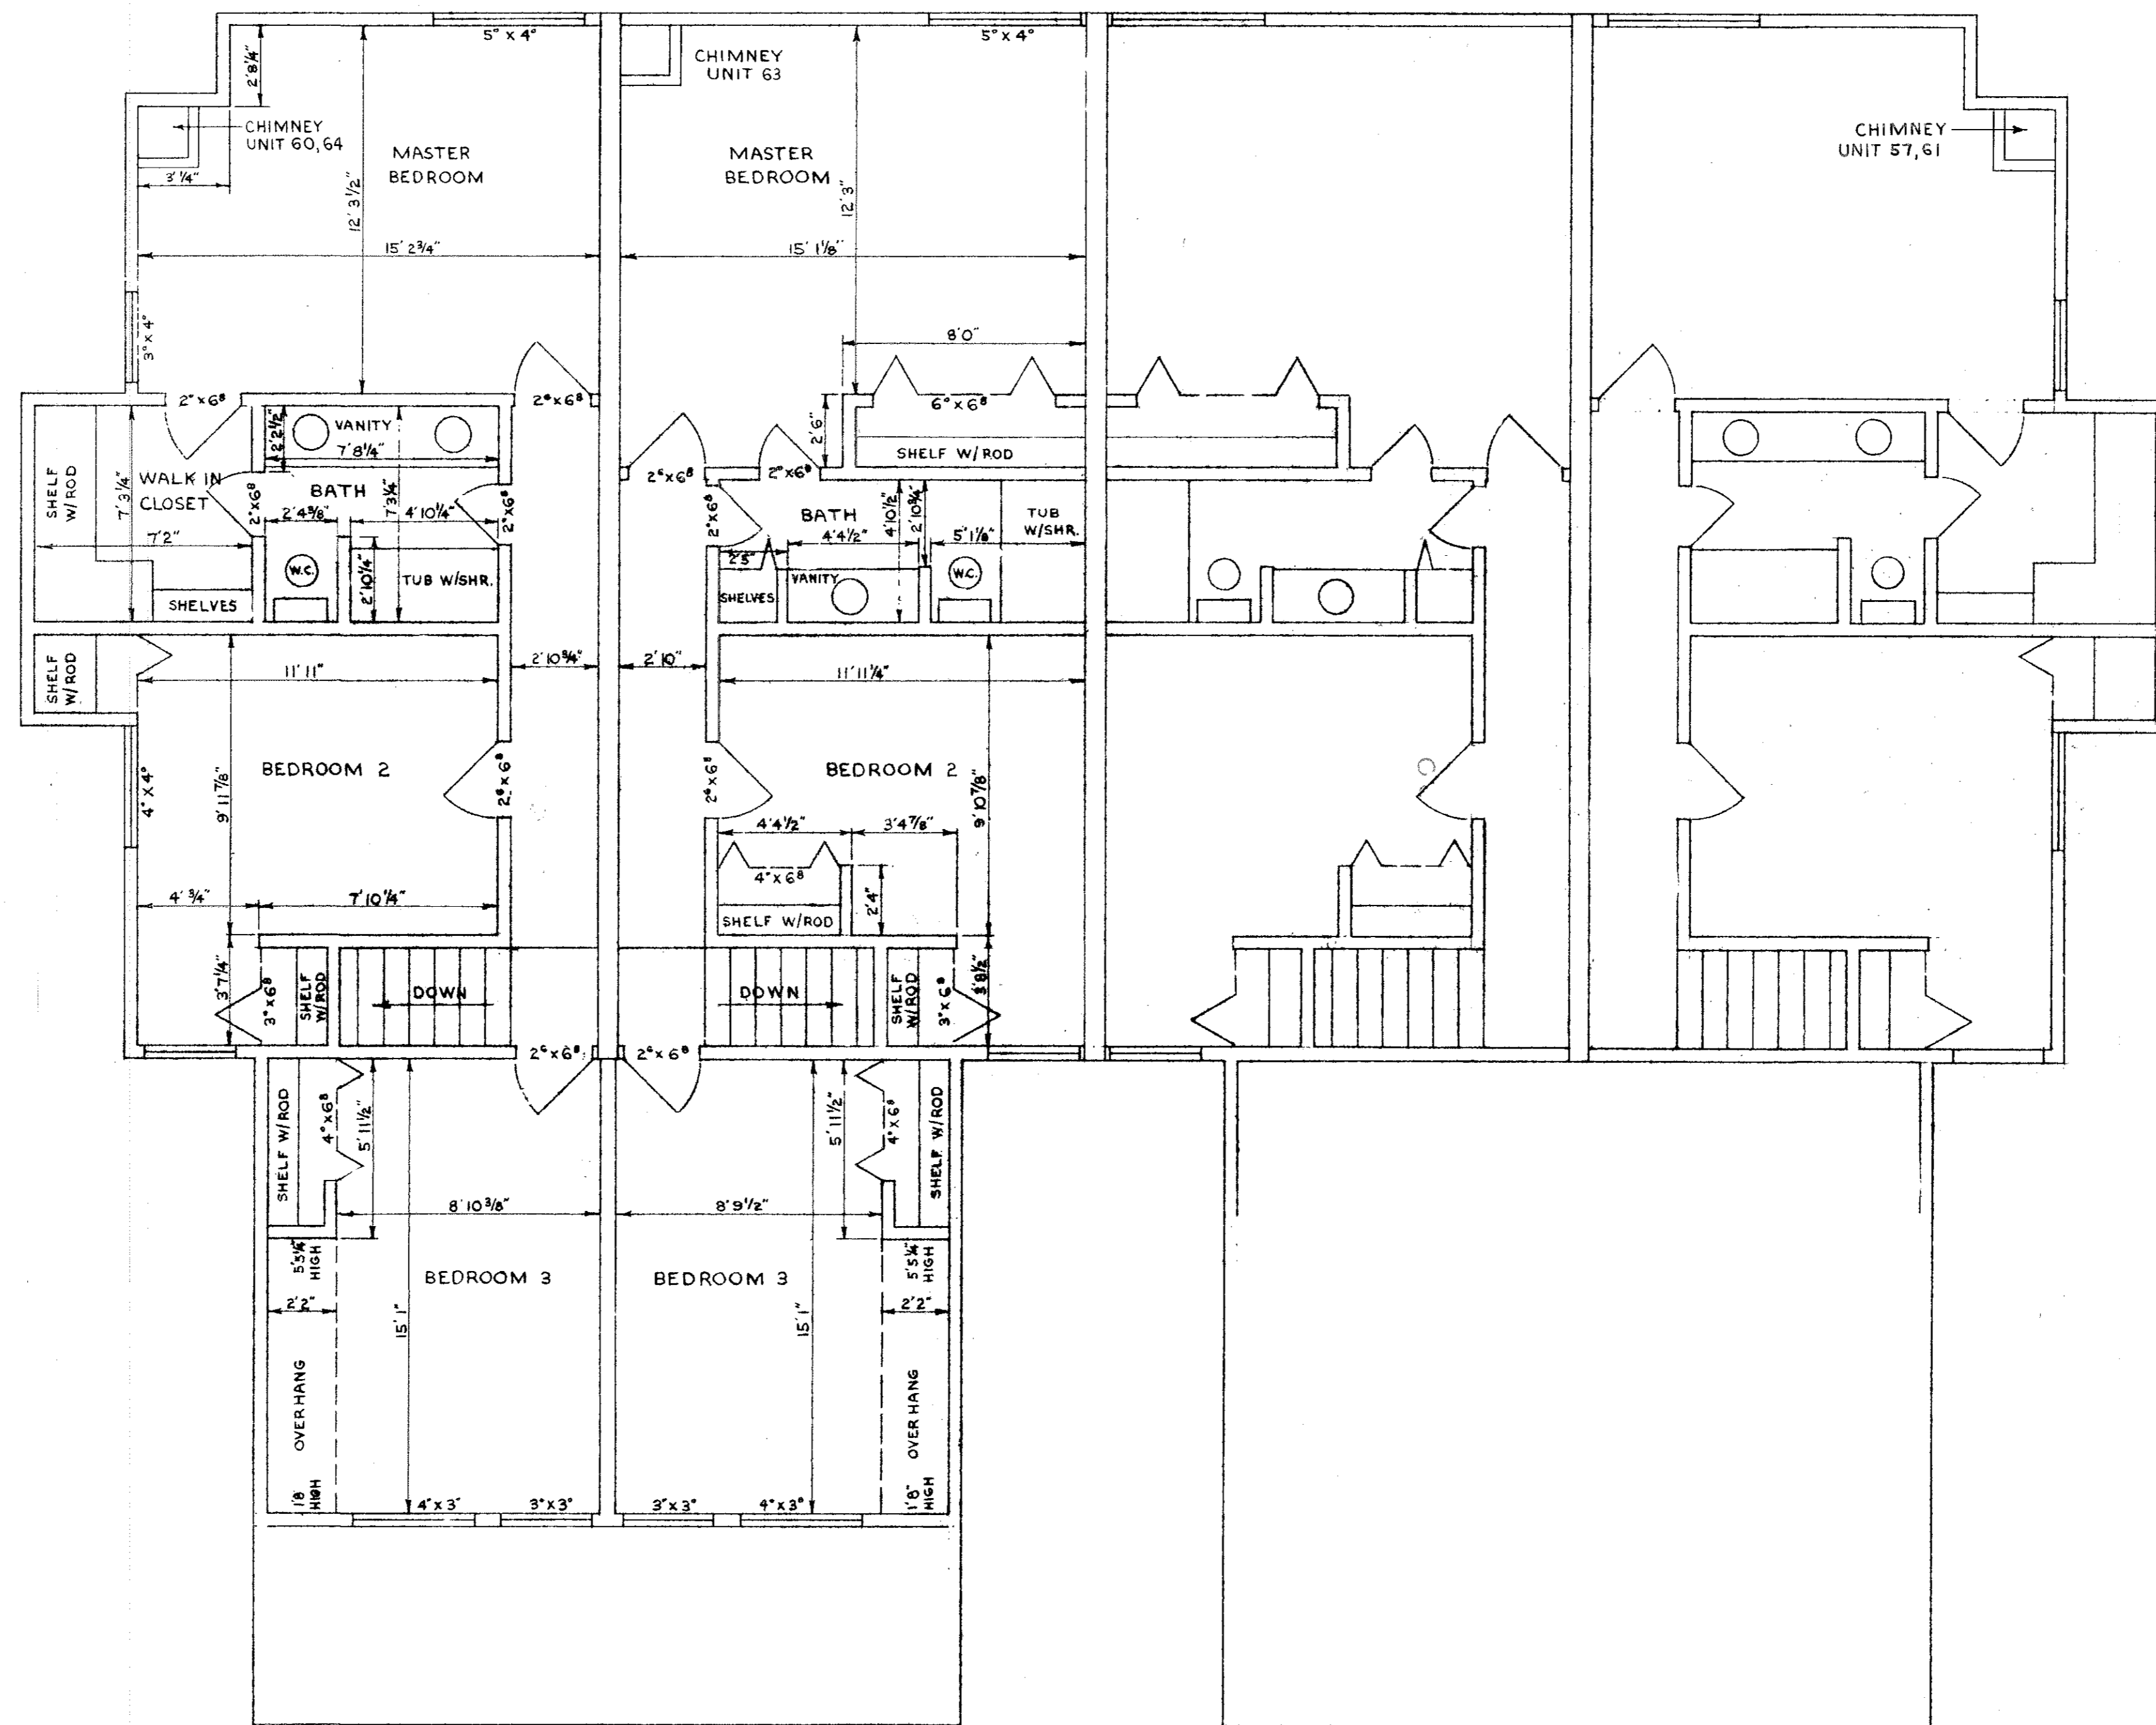 5° x 4°
5° x 4°
CHIMNEY
UNIT 63
2'8¼"
CHIMNEY
UNIT 60,64
CHIMNEY
UNIT 57,61
3'¼"
MASTER
BEDROOM
12'3½"
MASTER
BEDROOM
12'3"
15'2¾"
15'1⅛"
3° x 4°
8'0"
2⁶ x 6⁸
6° x 6⁸
2'6"
SHELF W/ROD
SHELF
W/ROD
7'3¼"
WALK IN
CLOSET
7'2"
SHELVES
2'2½"
VANITY
7'8¼"
BATH
7'3¼"
2° x 6⁸
2'4⅜"
4'10¼"
2° x 6⁸
W.C.
2'10¼"
TUB W/SHR.
2⁶ x 6⁸
2° x 6⁸
2° x 6⁸
BATH
4'10½"
2'10¾"
TUB
W/SHR.
4'4½"
5'1⅛"
2'5"
VANITY
W.C.
SHELVES
SHELF
W/ROD
11'11"
2'10¾"
2'10"
11'11¼"
BEDROOM 2
9'11⅞"
4° x 4°
2⁶ x 6⁸
2⁶ x 6⁸
BEDROOM 2
9'10⅞"
4'4½"
3'4⅞"
4° x 6⁸
2'4"
SHELF W/ROD
4'¾"
7'10¼"
3'7¼"
3° x 6⁸
SHELF
W/ROD
DOWN
DOWN
SHELF
W/ROD
3° x 6⁸
3'8½"
2⁶ x 6⁸
2⁶ x 6⁸
SHELF W/ROD
4° x 6⁸
5'11½"
5'11½"
4° x 6⁸
SHELF W/ROD
8'10⅜"
8'9½"
5'5¼"
HIGH
BEDROOM 3
BEDROOM 3
5'5¼"
HIGH
2'2"
15'1"
15'1"
2'2"
OVERHANG
OVERHANG
1'8"
HIGH
3° x 3°
3° x 3°
4° x 3°
1'8"
HIGH